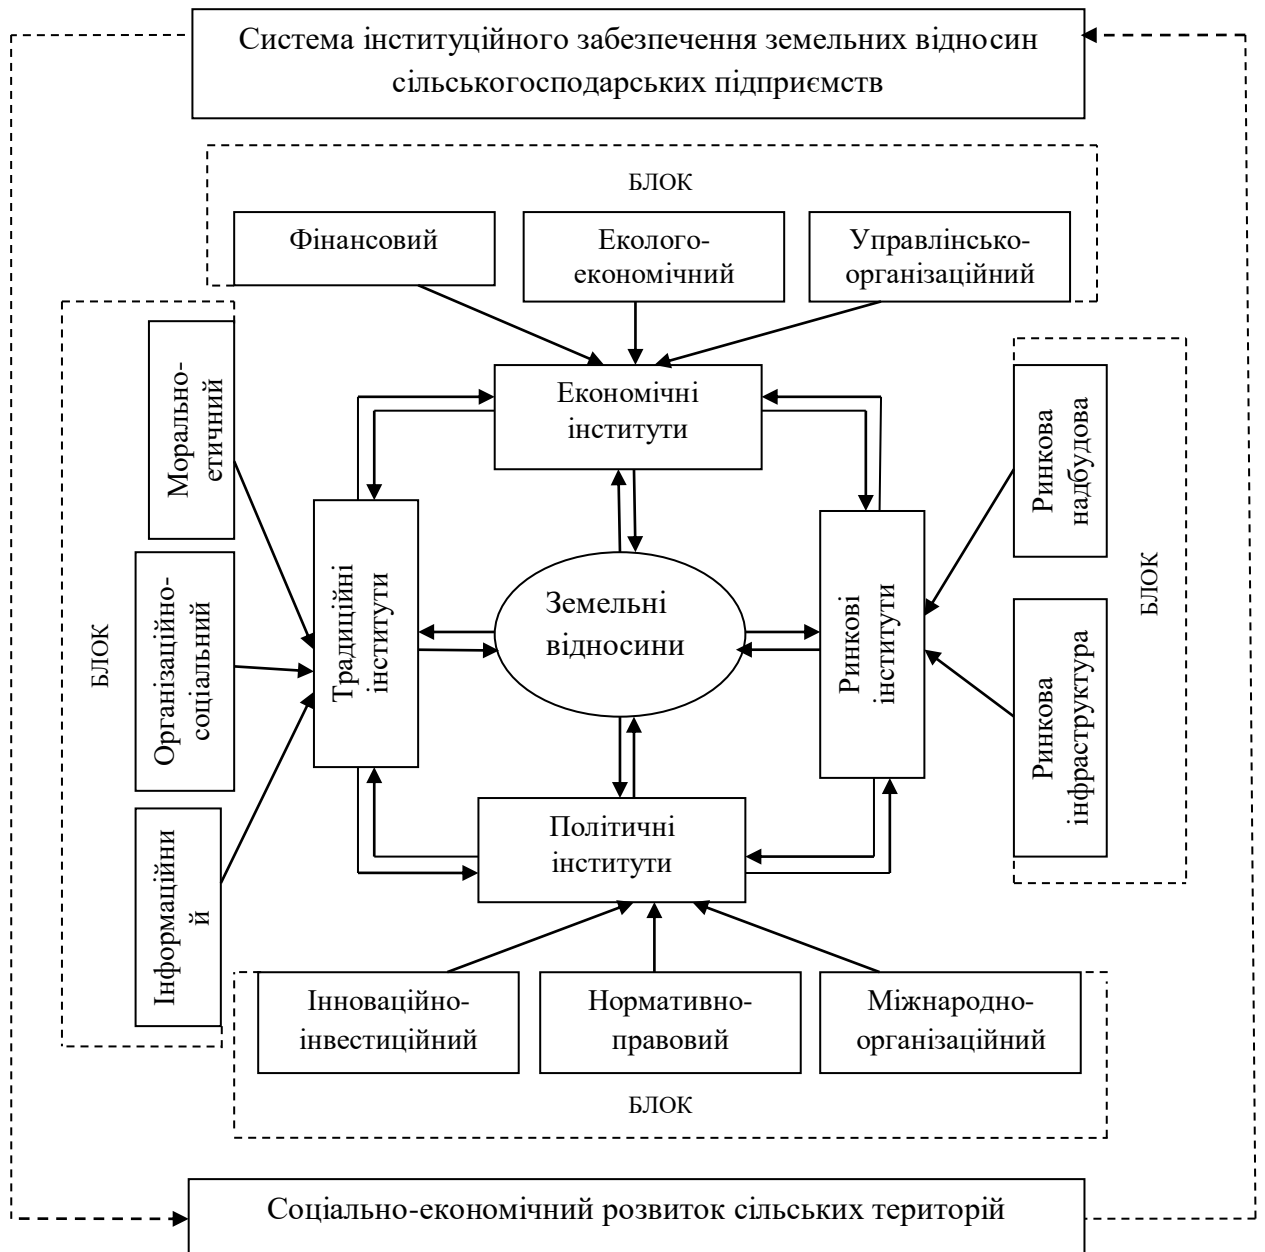 Система інституційного забезпечення земельних відносин
сільськогосподарських підприємств
БЛОК
Фінансовий
Еколого-
економічний
Управлінсько-
організаційний
Економічні
інститути
БЛОК
Морально-
етичний
Організаційно-
соціальний
Інформаційни
й
Традиційні
інститути
Земельні
відносини
Ринкові
інститути
Ринкова
надбудова
Ринкова
інфраструктура
БЛОК
Політичні
інститути
Інноваційно-
інвестиційний
Нормативно-
правовий
Міжнародно-
організаційний
БЛОК
Соціально-економічний розвиток сільських територій